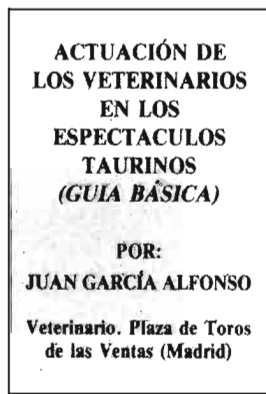 ACTUACIÓN DE
LOS VETERINARIOS
EN LOS
ESPECTACULOS
TAURINOS
(GUIA BÁSICA)
POR:
JUAN GARCÍA ALFONSO
Veterinario. Plaza de Toros
de las Ventas (Madrid)